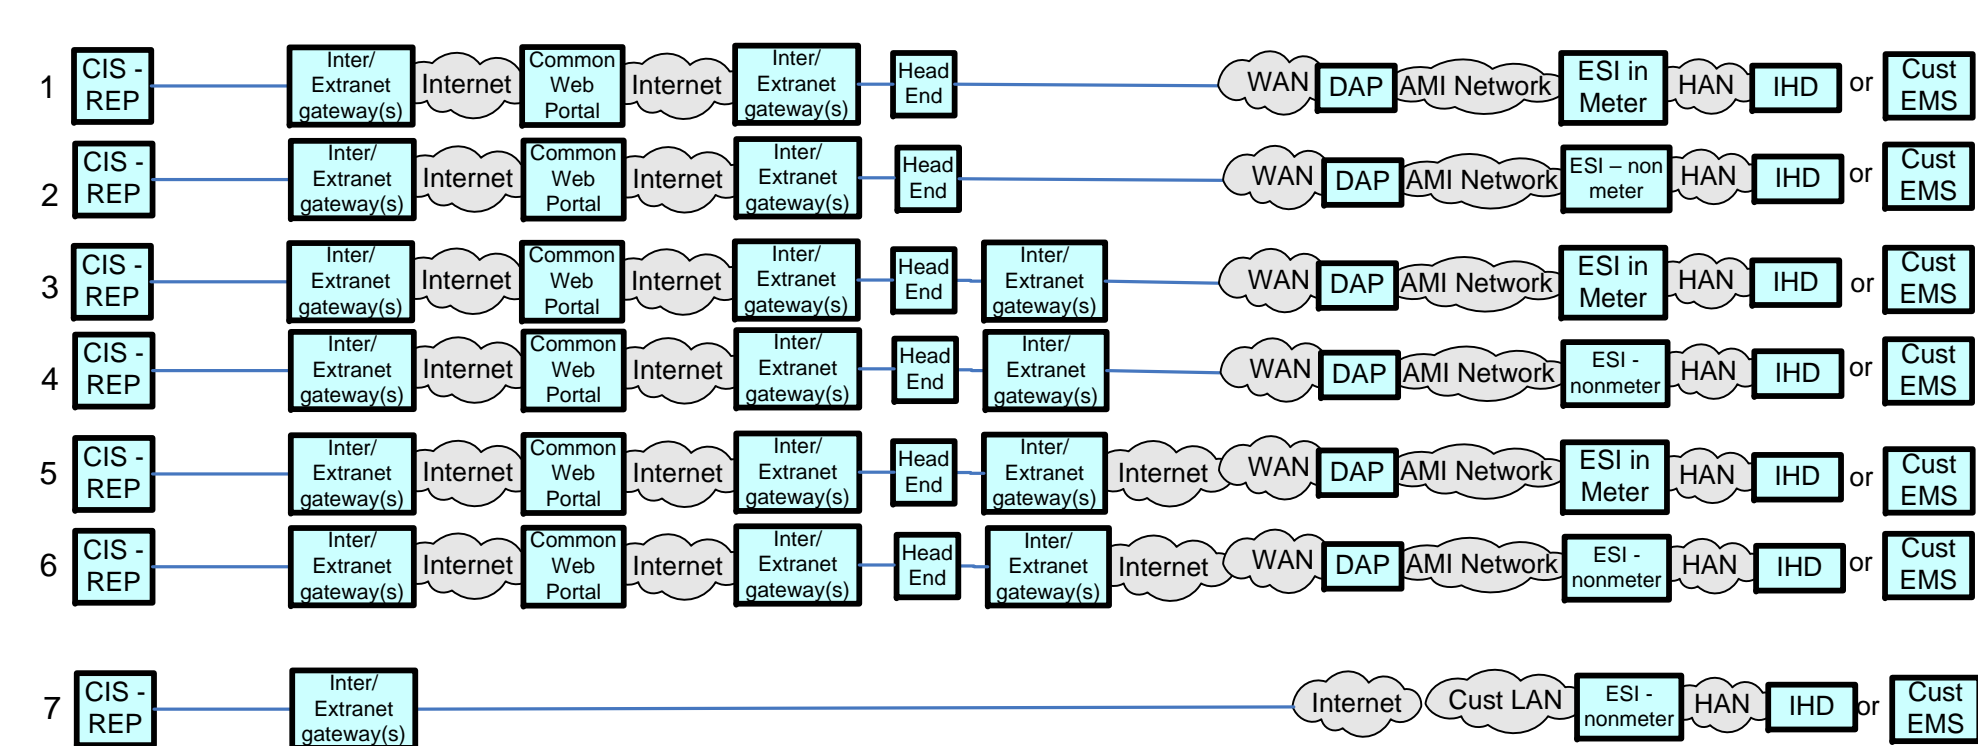 1 CIS - REP Inter/ Extranet gateway(s) Internet Common Web Portal Internet Inter/ Extranet gateway(s) Head End WAN DAP AMI Network ESI in Meter HAN IHD or Cust EMS
2 CIS - REP Inter/ Extranet gateway(s) Internet Common Web Portal Internet Inter/ Extranet gateway(s) Head End WAN DAP AMI Network ESI – non meter HAN IHD or Cust EMS
3 CIS - REP Inter/ Extranet gateway(s) Internet Common Web Portal Internet Inter/ Extranet gateway(s) Head End Inter/ Extranet gateway(s) WAN DAP AMI Network ESI in Meter HAN IHD or Cust EMS
4 CIS - REP Inter/ Extranet gateway(s) Internet Common Web Portal Internet Inter/ Extranet gateway(s) Head End Inter/ Extranet gateway(s) WAN DAP AMI Network ESI - nonmeter HAN IHD or Cust EMS
5 CIS - REP Inter/ Extranet gateway(s) Internet Common Web Portal Internet Inter/ Extranet gateway(s) Head End Inter/ Extranet gateway(s) Internet WAN DAP AMI Network ESI in Meter HAN IHD or Cust EMS
6 CIS - REP Inter/ Extranet gateway(s) Internet Common Web Portal Internet Inter/ Extranet gateway(s) Head End Inter/ Extranet gateway(s) Internet WAN DAP AMI Network ESI - nonmeter HAN IHD or Cust EMS
7 CIS - REP Inter/ Extranet gateway(s) Internet Cust LAN ESI - nonmeter HAN IHD or Cust EMS